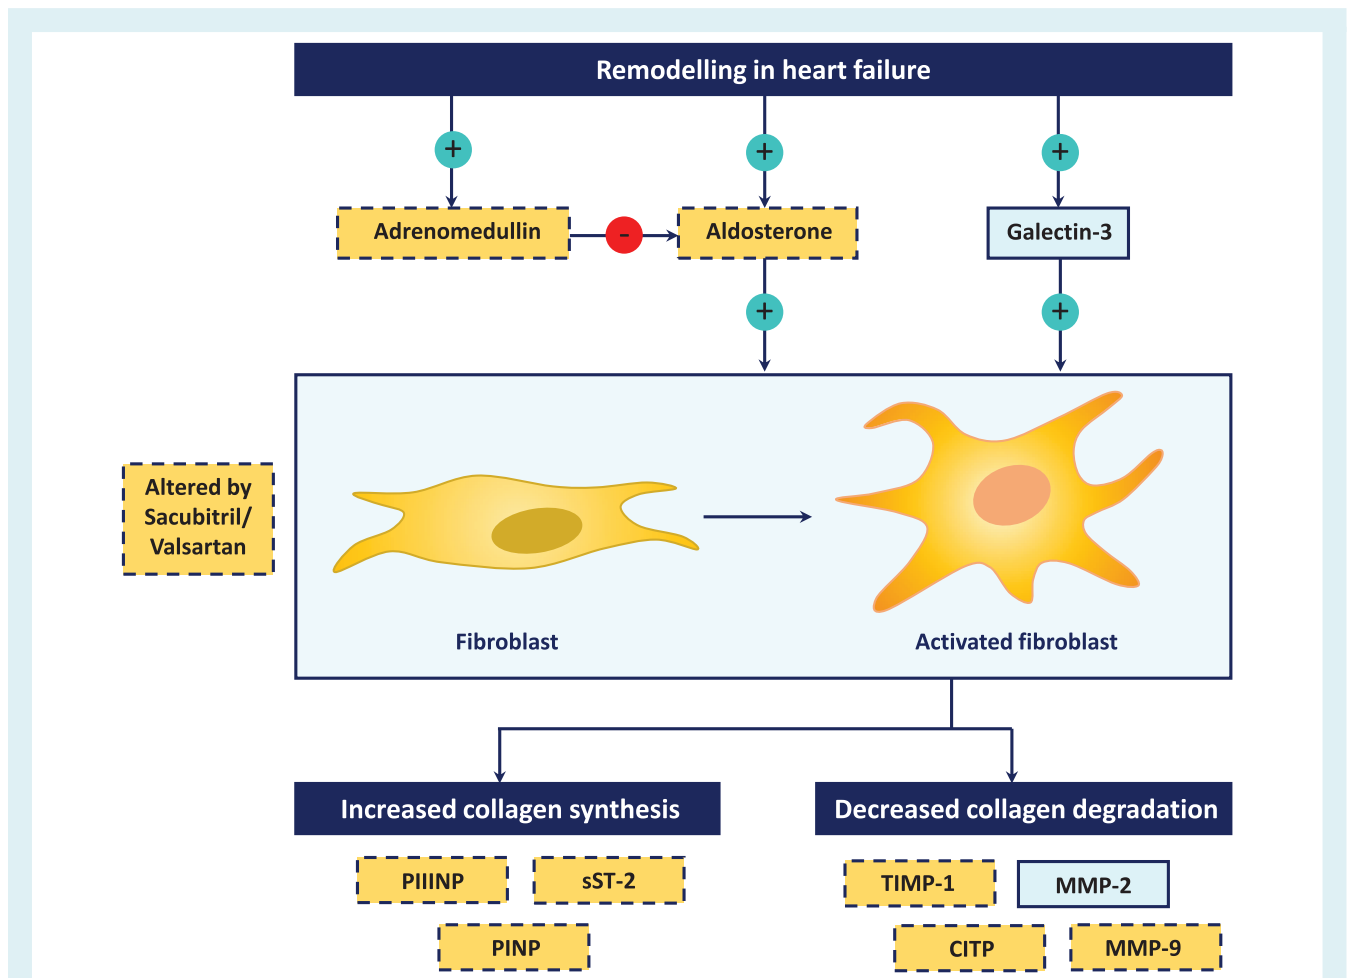 Remodelling in heart failure
+
+
+
Adrenomedullin
-
Aldosterone
Galectin-3
+
+
Altered by
Sacubitril/
Valsartan
Fibroblast
Activated fibroblast
Increased collagen synthesis
Decreased collagen degradation
PIIINP
sST-2
TIMP-1
MMP-2
PINP
CITP
MMP-9